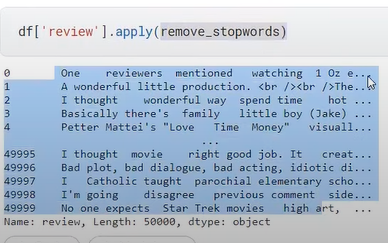 df['review'].apply(remove_stopwords)
0 One reviewers mentioned watching 1 Oz e...
1 A wonderful little production. <br /><br />The...
2 I thought wonderful way spend time hot ...
3 Basically there's family little boy (Jake) ...
4 Petter Mattei's "Love Time Money" visuall...
...
49995 I thought movie right good job. It creat...
49996 Bad plot, bad dialogue, bad acting, idiotic di...
49997 I Catholic taught parochial elementary scho...
49998 I'm going disagree previous comment side...
49999 No one expects Star Trek movies high art, ...
Name: review, Length: 50000, dtype: object